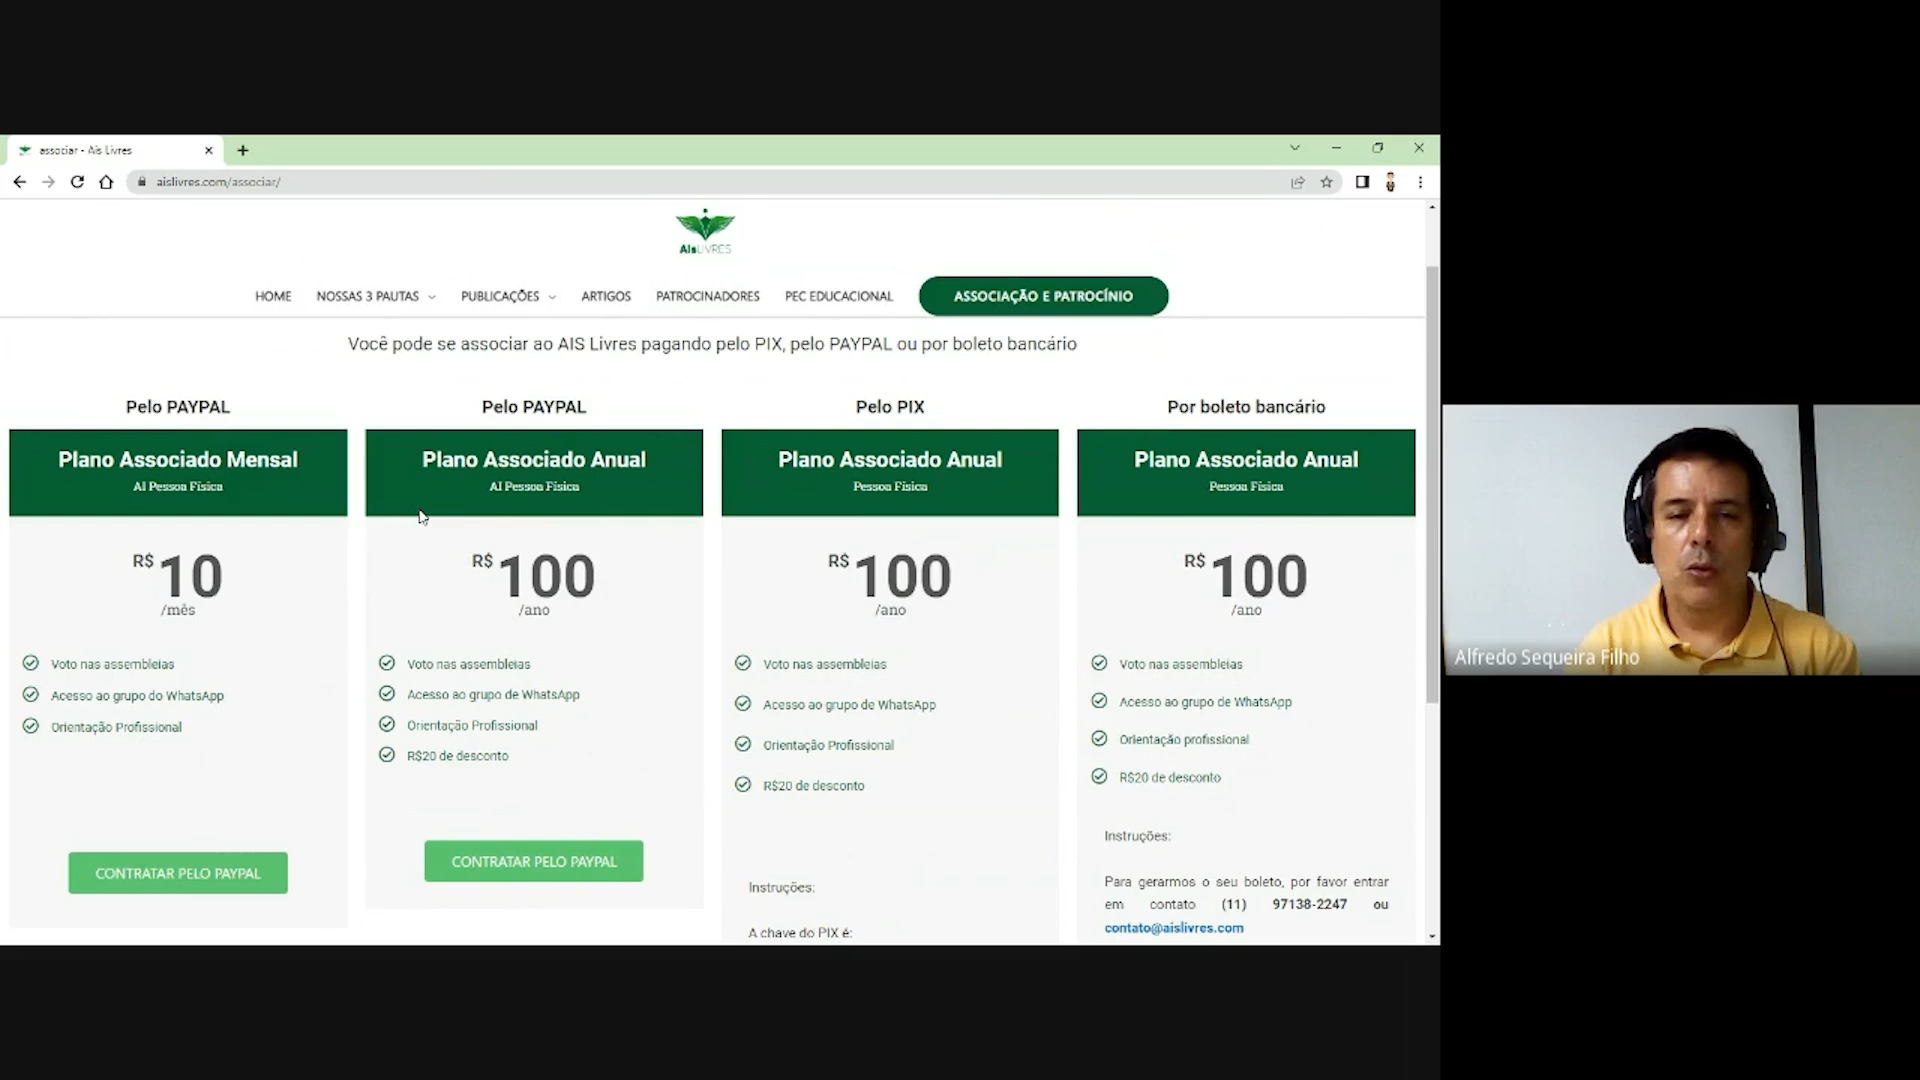 associar - Ais Livres
aislivres.com/associar/
AIsLIVRES
HOME NOSSAS 3 PAUTAS PUBLICAÇÕES ARTIGOS PATROCINADORES PEC EDUCACIONAL ASSOCIAÇÃO E PATROCÍNIO
Você pode se associar ao AIS Livres pagando pelo PIX, pelo PAYPAL ou por boleto bancário
Pelo PAYPAL
Plano Associado Mensal
AI Pessoa Física
R$ 10
/mês
Voto nas assembleias
Acesso ao grupo do WhatsApp
Orientação Profissional
CONTRATAR PELO PAYPAL
Pelo PAYPAL
Plano Associado Anual
AI Pessoa Física
R$ 100
/ano
Voto nas assembleias
Acesso ao grupo de WhatsApp
Orientação Profissional
R$20 de desconto
CONTRATAR PELO PAYPAL
Pelo PIX
Plano Associado Anual
Pessoa Física
R$ 100
/ano
Voto nas assembleias
Acesso ao grupo de WhatsApp
Orientação Profissional
R$20 de desconto
Instruções:
A chave do PIX é:
Por boleto bancário
Plano Associado Anual
Pessoa Física
R$ 100
/ano
Voto nas assembleias
Acesso ao grupo de WhatsApp
Orientação profissional
R$20 de desconto
Instruções:
Para gerarmos o seu boleto, por favor entrar
em contato (11) 97138-2247 ou
contato@aislivres.com
Alfredo Sequeira Filho